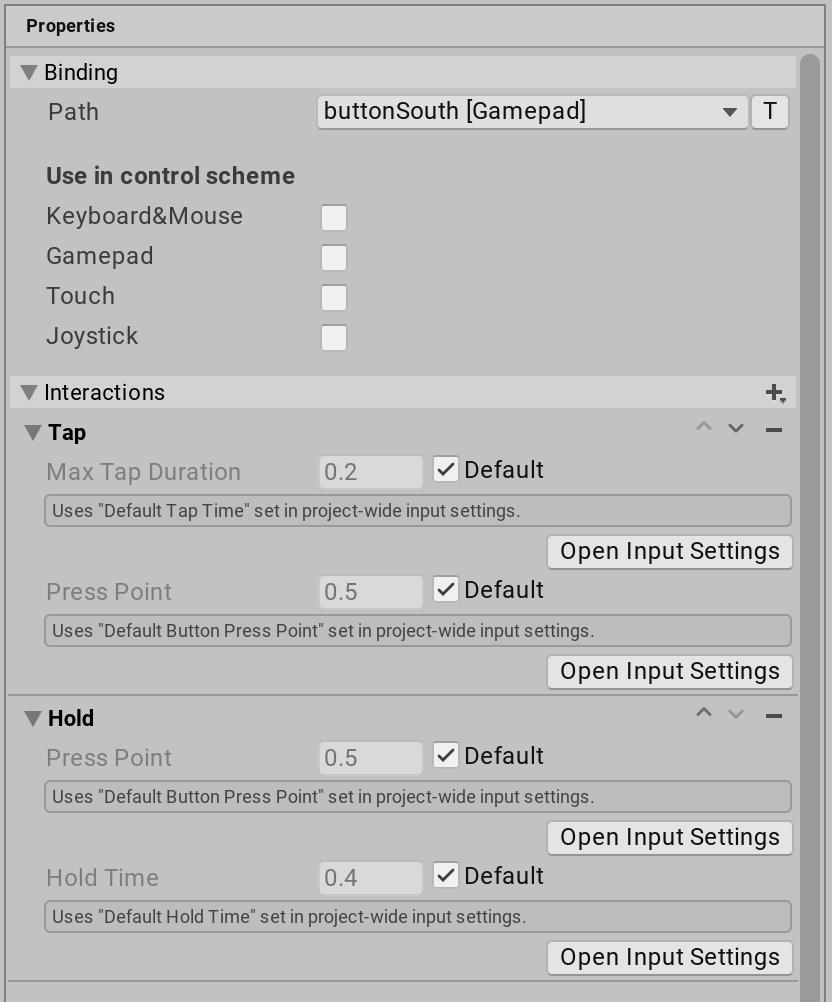 Properties
Binding
Path buttonSouth [Gamepad] T
Use in control scheme
Keyboard&Mouse
Gamepad
Touch
Joystick
Interactions
Tap
Max Tap Duration 0.2 Default
Uses "Default Tap Time" set in project-wide input settings.
Open Input Settings
Press Point 0.5 Default
Uses "Default Button Press Point" set in project-wide input settings.
Open Input Settings
Hold
Press Point 0.5 Default
Uses "Default Button Press Point" set in project-wide input settings.
Open Input Settings
Hold Time 0.4 Default
Uses "Default Hold Time" set in project-wide input settings.
Open Input Settings